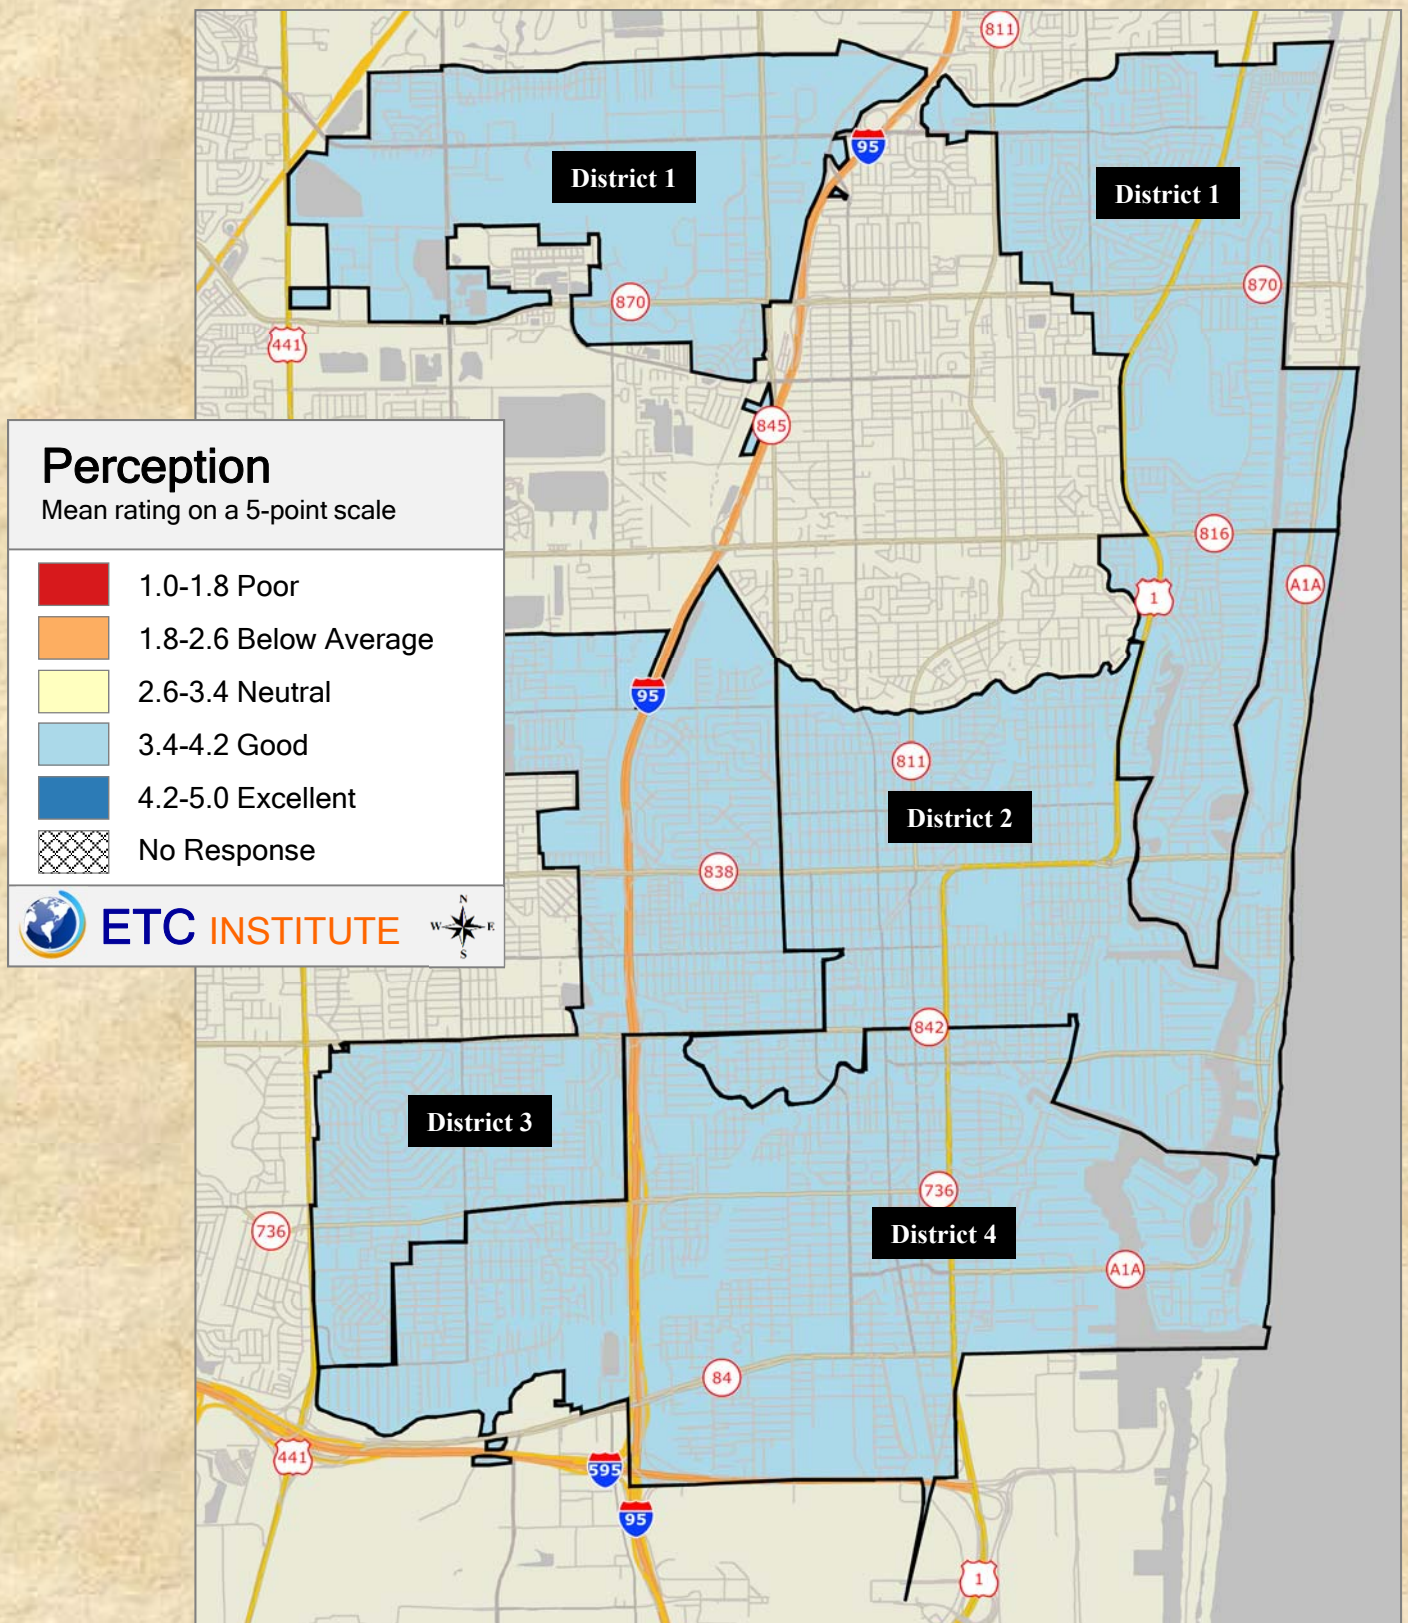 811
95
District 1
District 1
870
870
441
845
Perception
Mean rating on a 5-point scale
816
1.0-1.8 Poor
A1A
1
1.8-2.6 Below Average
2.6-3.4 Neutral
95
3.4-4.2 Good
811
4.2-5.0 Excellent
District 2
No Response
838
ETC INSTITUTE
N
W E
S
842
District 3
736
736
District 4
A1A
84
441
595
95
1